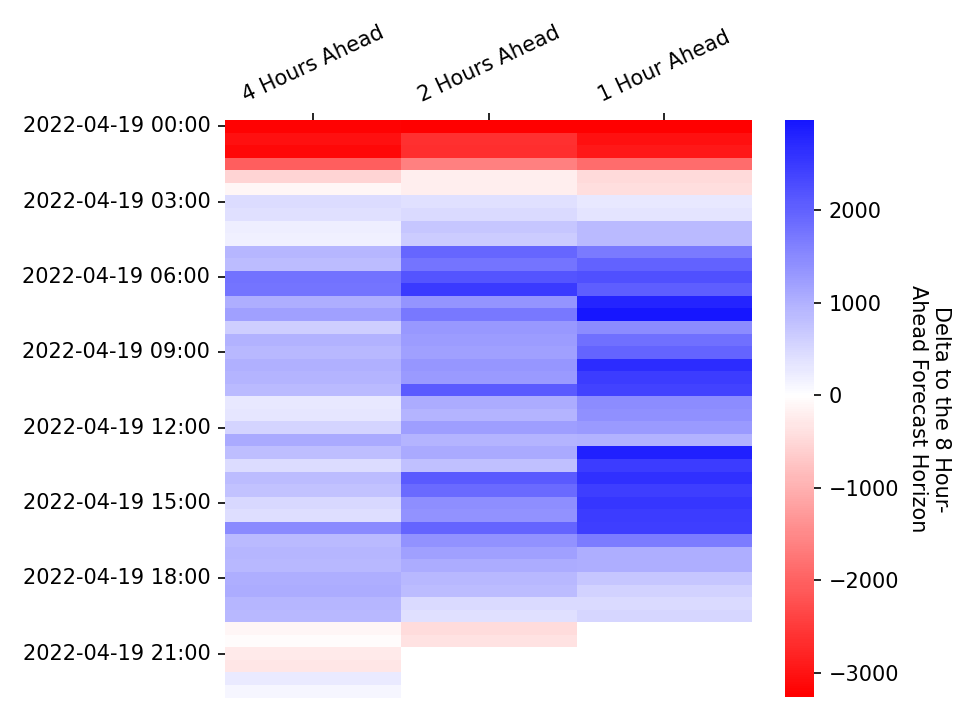 4 Hours Ahead
2 Hours Ahead
1 Hour Ahead
2022-04-19 00:00
2022-04-19 03:00
2022-04-19 06:00
2022-04-19 09:00
2022-04-19 12:00
2022-04-19 15:00
2022-04-19 18:00
2022-04-19 21:00
2000
1000
0
−1000
−2000
−3000
Delta to the 8 Hour-
Ahead Forecast Horizon